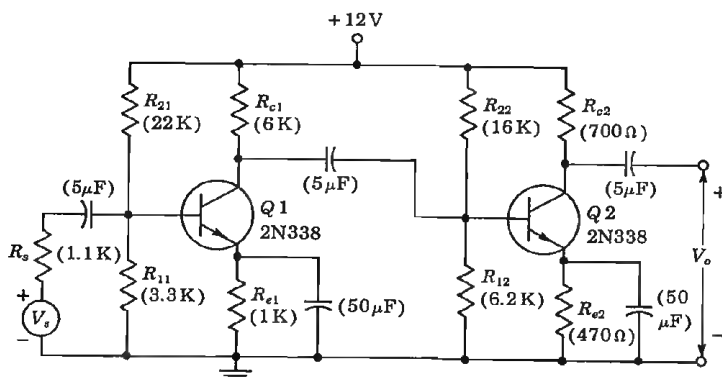 +12V
R21
(22K)
Rc1
(6K)
R22
(16K)
Rc2
(700Ω)
(5μF)
(5μF)
(5μF)
Q1
2N338
Q2
2N338
Rs
(1.1K)
R11
(3.3K)
Re1
(1K)
(50μF)
R12
(6.2K)
Re2
(470Ω)
(50
μF)
+
Vo
−
+
Vs
−